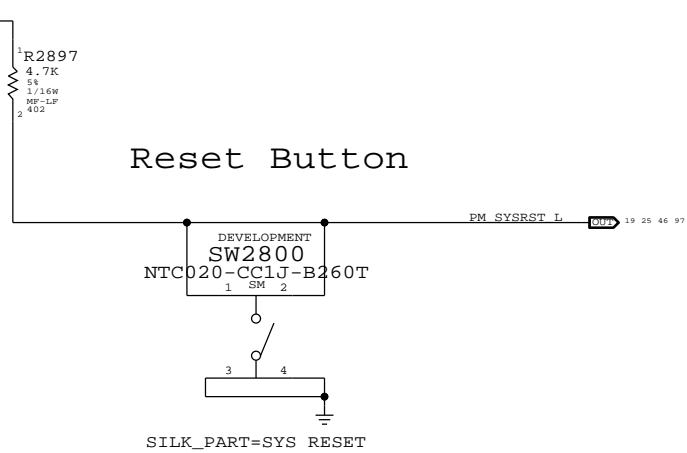 1
R2897
4.7K
5%
1/16W
MF-LF
402
2
Reset Button
PM_SYSRST_L
OUT
19 25 46 97
DEVELOPMENT
SW2800
NTC020-CC1J-B260T
1 SM 2
3 4
SILK_PART=SYS RESET